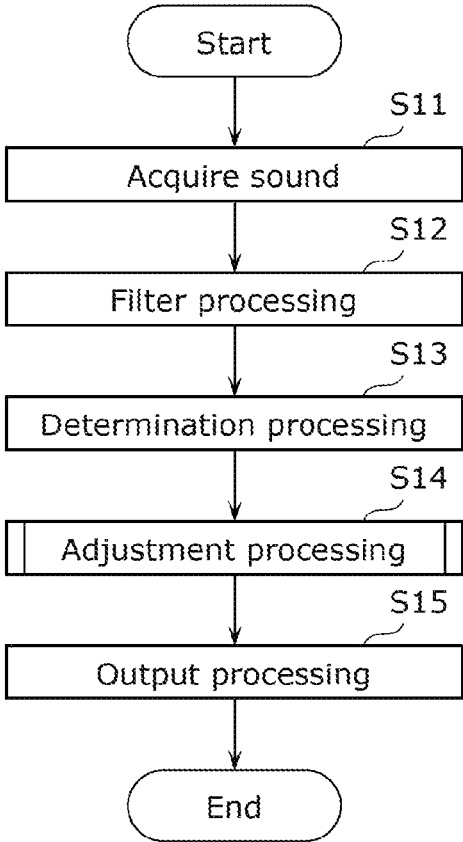 Start
S11
Acquire sound
S12
Filter processing
S13
Determination processing
S14
Adjustment processing
S15
Output processing
End